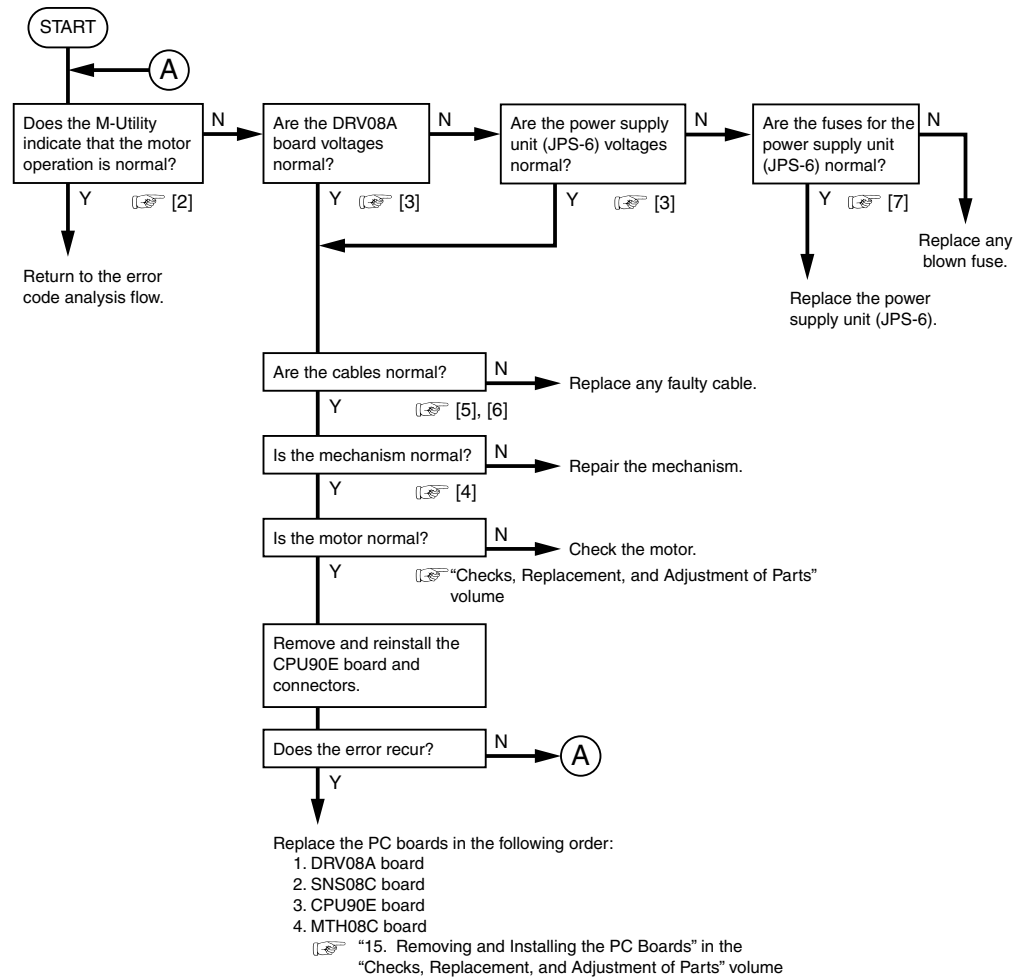 START
A
Does the M-Utility
indicate that the motor
operation is normal?
N
Y
[2]
Return to the error
code analysis flow.
Are the DRV08A
board voltages
normal?
N
Y
[3]
Are the power supply
unit (JPS-6) voltages
normal?
N
Y
[3]
Are the fuses for the
power supply unit
(JPS-6) normal?
N
Y
[7]
Replace any
blown fuse.
Replace the power
supply unit (JPS-6).
Are the cables normal?
N
Replace any faulty cable.
Y
[5], [6]
Is the mechanism normal?
N
Repair the mechanism.
Y
[4]
Is the motor normal?
N
Check the motor.
Y
“Checks, Replacement, and Adjustment of Parts”
volume
Remove and reinstall the
CPU90E board and
connectors.
Does the error recur?
N
A
Y
Replace the PC boards in the following order:
1. DRV08A board
2. SNS08C board
3. CPU90E board
4. MTH08C board
“15. Removing and Installing the PC Boards” in the
“Checks, Replacement, and Adjustment of Parts” volume